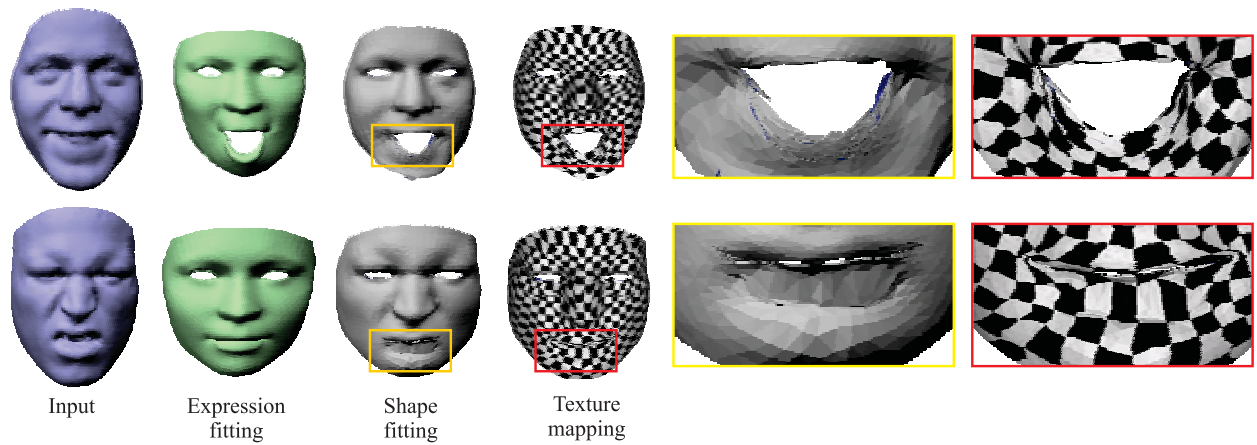 Input
Expression
fitting
Shape
fitting
Texture
mapping